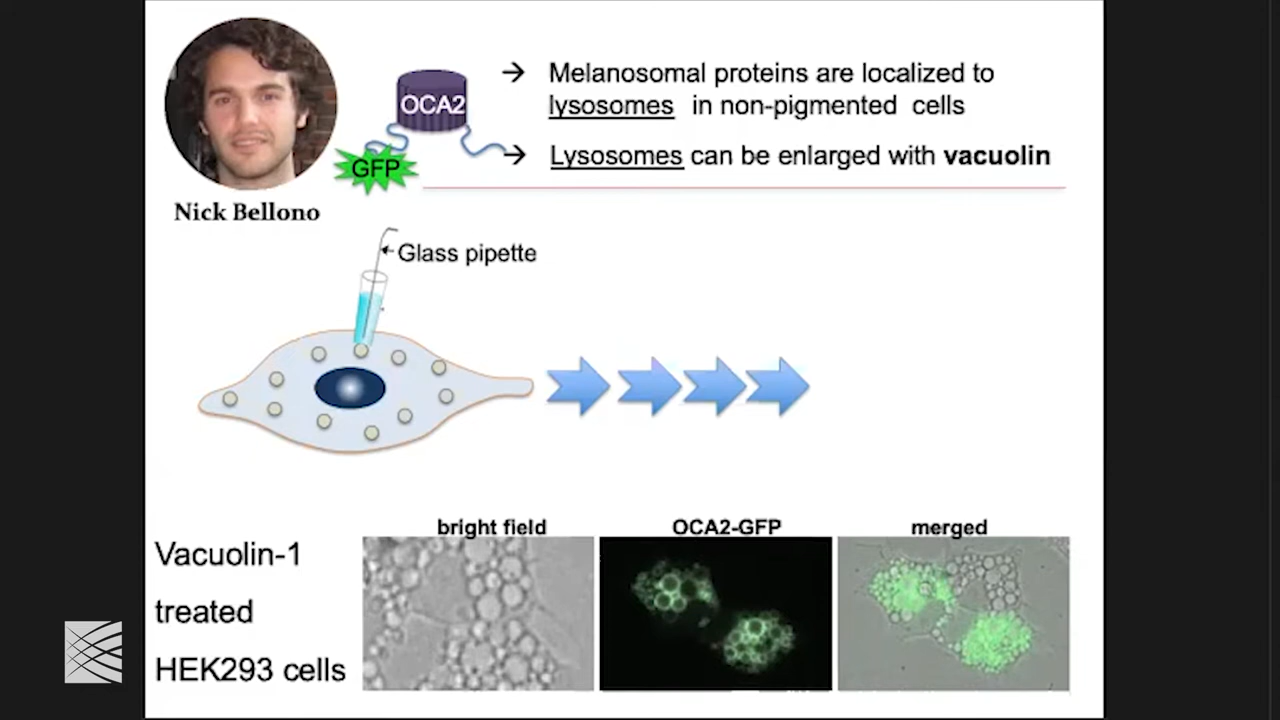 OCA2
GFP
→ Melanosomal proteins are localized to
lysosomes in non-pigmented cells
→ Lysosomes can be enlarged with vacuolin
Nick Bellono
Glass pipette
bright field
OCA2-GFP
merged
Vacuolin-1
treated
HEK293 cells